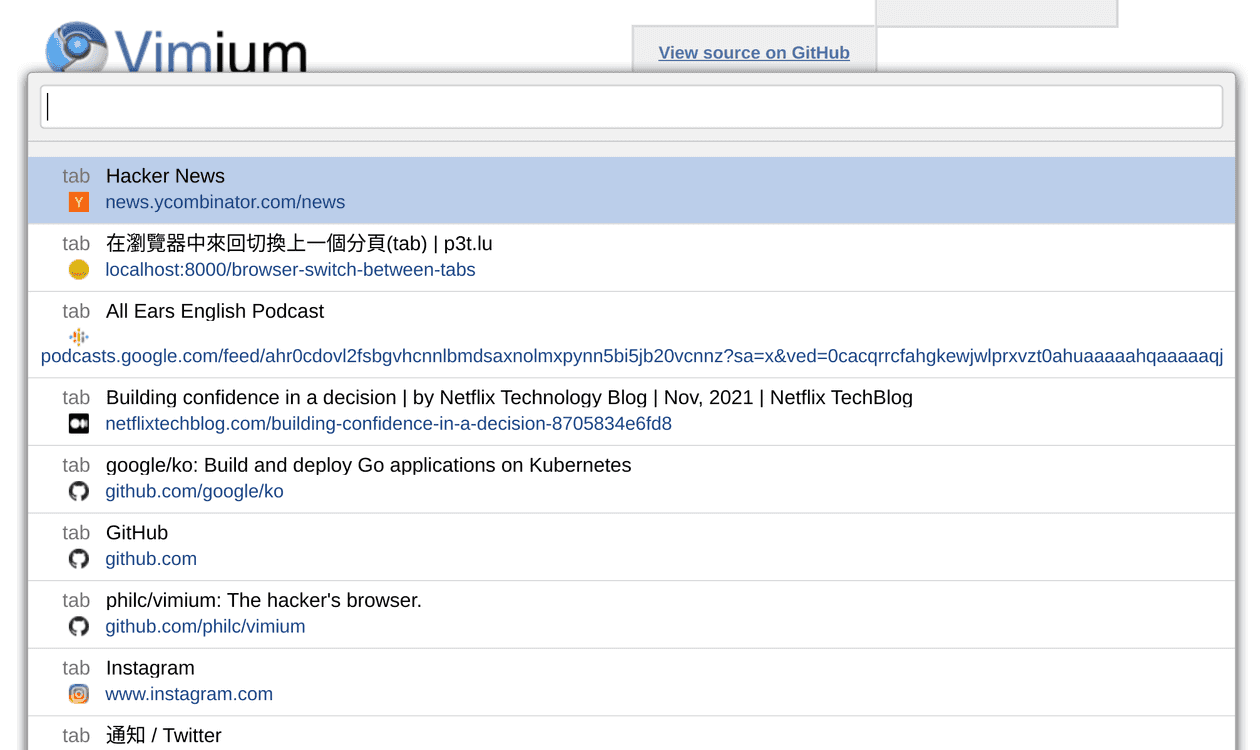 Vimium
View source on GitHub
tab Hacker News
Y news.ycombinator.com/news
tab 在瀏覽器中來回切換上一個分頁(tab) | p3t.lu
localhost:8000/browser-switch-between-tabs
tab All Ears English Podcast
podcasts.google.com/feed/ahr0cdovl2fsbgvhcnnlbmdsaxnolmxpynn5bi5jb20vcnnz?sa=x&ved=0cacqrrcfahgkewjwlprxvzt0ahuaaaaahqaaaaaqj
tab Building confidence in a decision | by Netflix Technology Blog | Nov, 2021 | Netflix TechBlog
netflixtechblog.com/building-confidence-in-a-decision-8705834e6fd8
tab google/ko: Build and deploy Go applications on Kubernetes
github.com/google/ko
tab GitHub
github.com
tab philc/vimium: The hacker's browser.
github.com/philc/vimium
tab Instagram
www.instagram.com
tab 通知 / Twitter